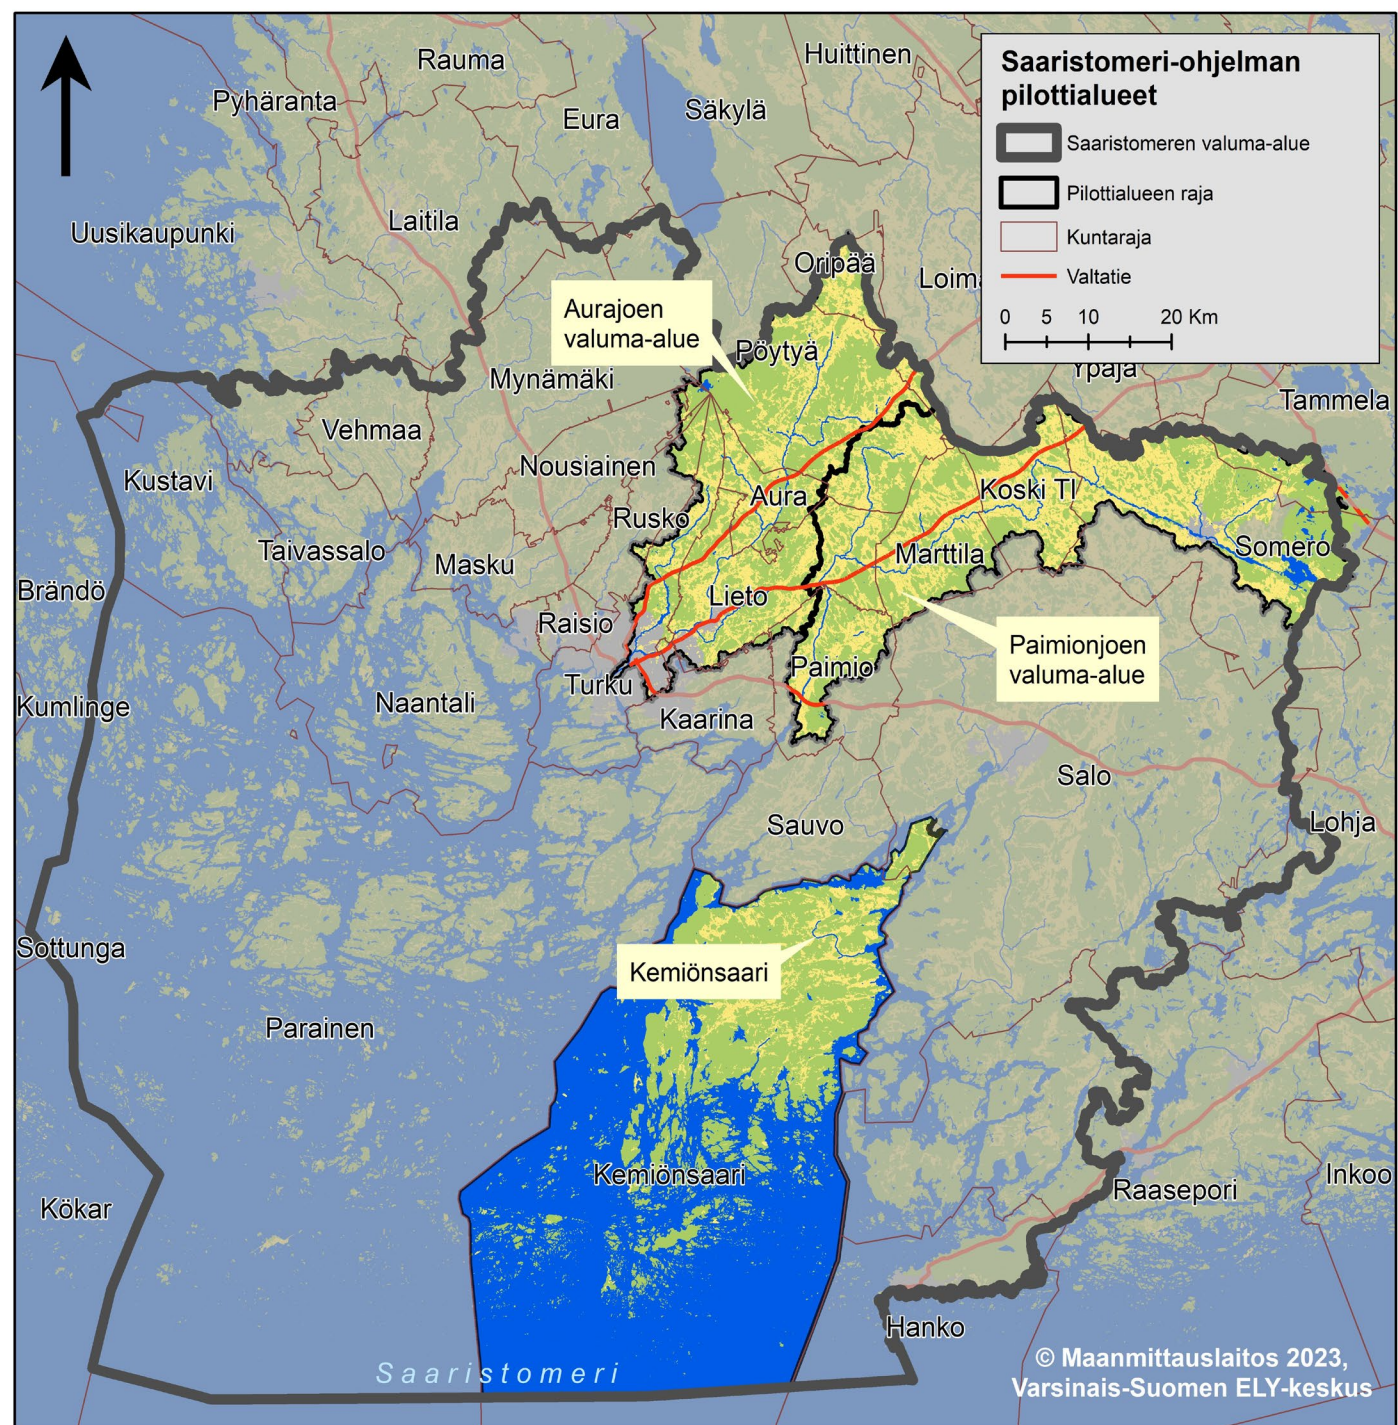 Saaristomeri-ohjelman
pilottialueet
Saaristomeren valuma-alue
Pilottialueen raja
Kuntaraja
Valtatie
0 5 10 20 Km
Huittinen
Rauma
Pyhäranta
Eura
Säkylä
Uusikaupunki
Laitila
Oripää
Loima
Aurajoen
valuma-alue
Pöytyä
Mynämäki
Ypäjä
Tammela
Vehmaa
Kustavi
Nousiainen
Aura
Koski Tl
Rusko
Taivassalo
Masku
Marttila
Somero
Brändö
Lieto
Raisio
Paimionjoen
valuma-alue
Paimio
Turku
Kumlinge
Naantali
Kaarina
Salo
Sauvo
Lohja
Sottunga
Kemiönsaari
Parainen
Kemiönsaari
Raasepori
Inkoo
Kökar
Hanko
Saaristomeri
© Maanmittauslaitos 2023,
Varsinais-Suomen ELY-keskus